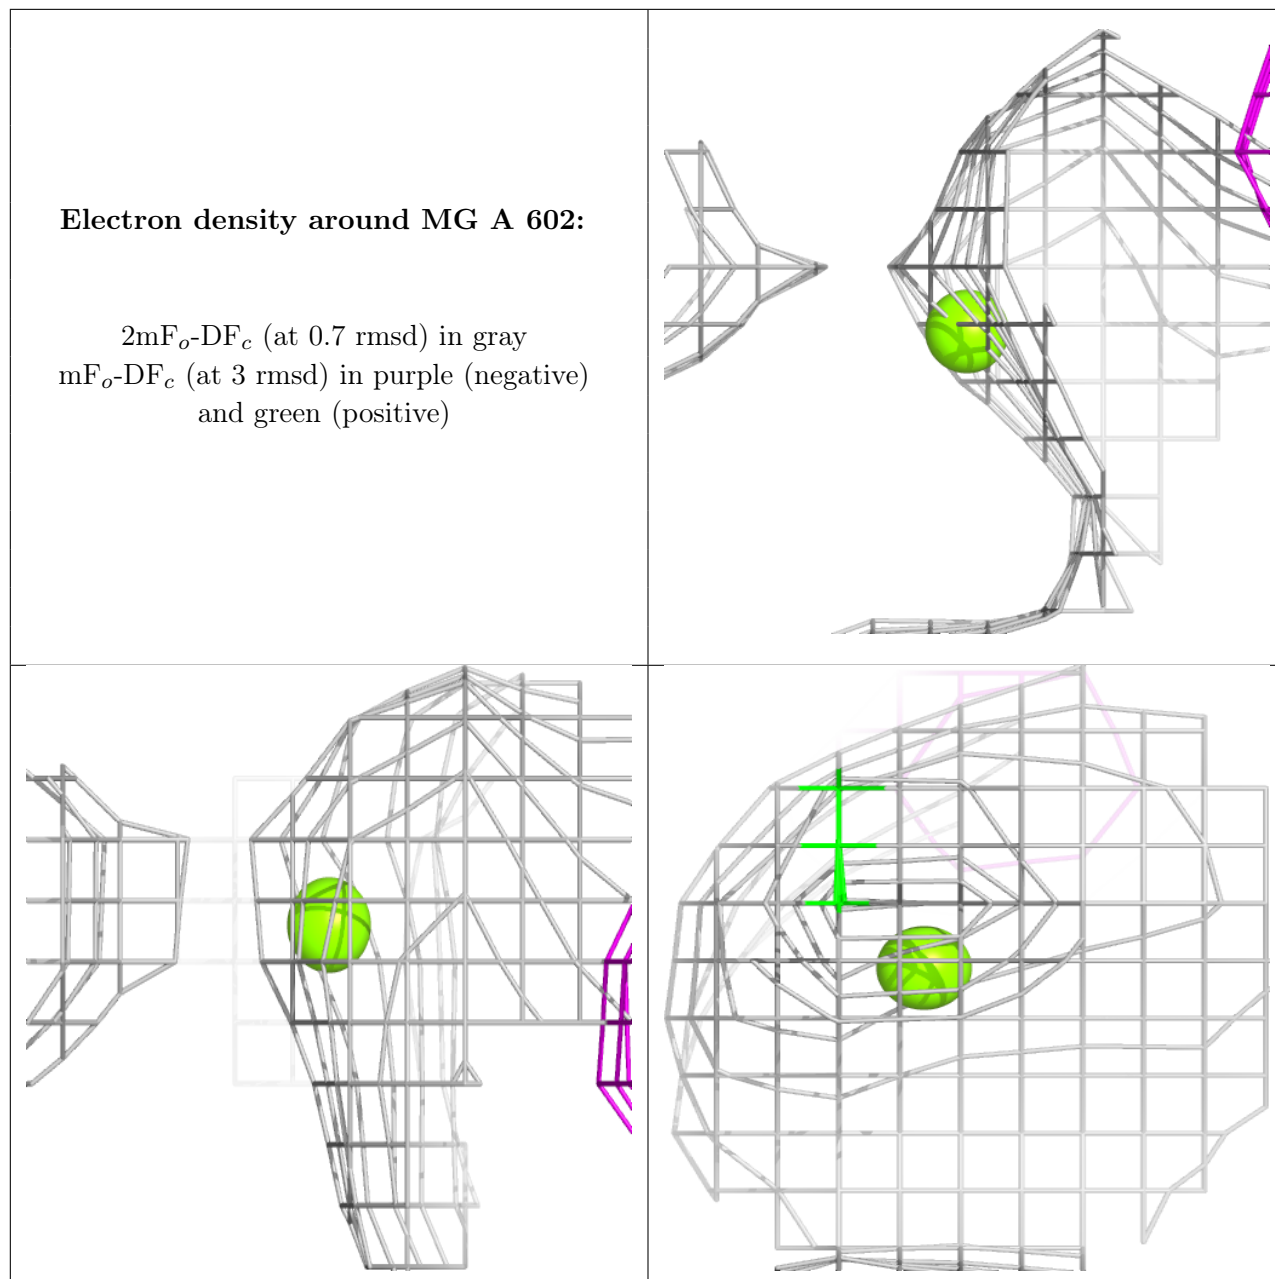 Electron density around MG A 602:
2mFo-DFc (at 0.7 rmsd) in gray
mFo-DFc (at 3 rmsd) in purple (negative)
and green (positive)